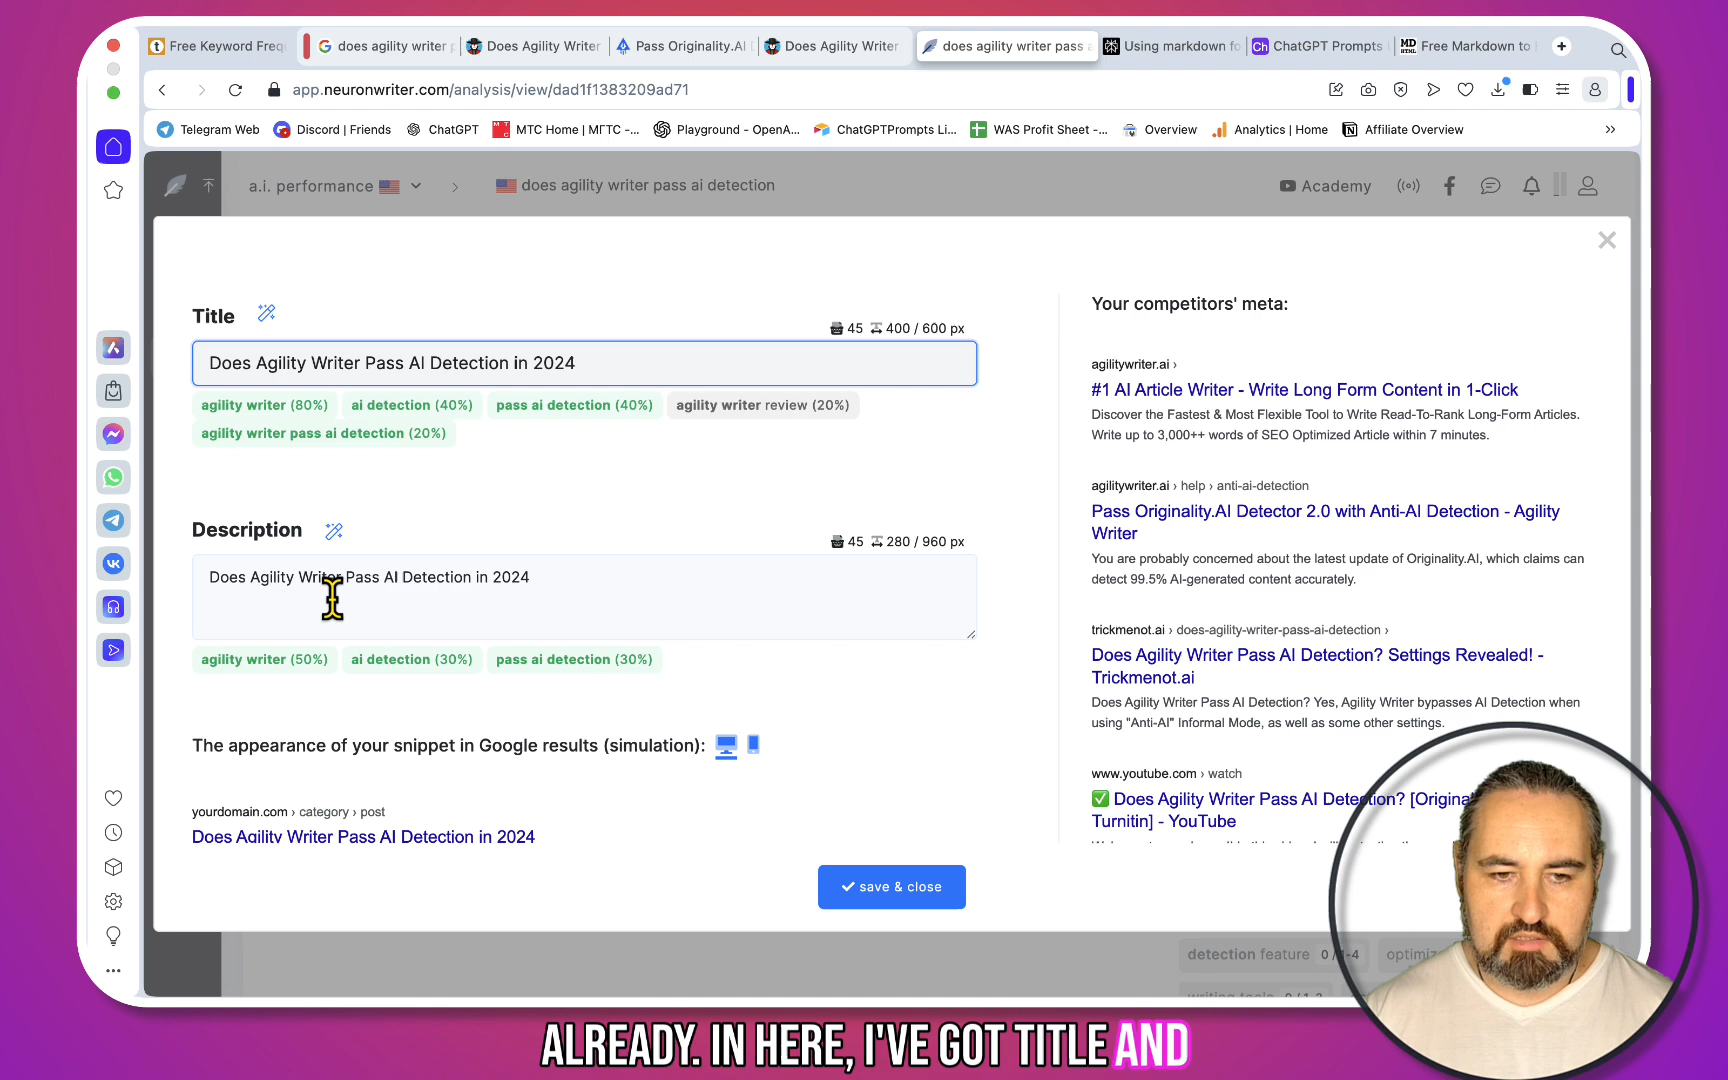 Free Keyword Frequ
does agility writer p
Does Agility Writer
Pass Originality.AI D
Does Agility Writer
does agility writer pass a
Using markdown fo
Ch ChatGPT Prompts L
MD Free Markdown to
app.neuronwriter.com/analysis/view/dad1f1383209ad71
Telegram Web
Discord | Friends
ChatGPT
МТС Home | МГТС -...
Playground - OpenA...
ChatGPTPrompts Li...
WAS Profit Sheet -...
Overview
Analytics | Home
Affiliate Overview
a.i. performance
does agility writer pass ai detection
Academy
Title
45 400 / 600 px
Does Agility Writer Pass AI Detection in 2024
agility writer (80%) ai detection (40%) pass ai detection (40%) agility writer review (20%)
agility writer pass ai detection (20%)
Description
45 280 / 960 px
Does Agility Writer Pass AI Detection in 2024
agility writer (50%) ai detection (30%) pass ai detection (30%)
The appearance of your snippet in Google results (simulation):
yourdomain.com › category › post
Does Agility Writer Pass AI Detection in 2024
save & close
Your competitors' meta:
agilitywriter.ai ›
#1 AI Article Writer - Write Long Form Content in 1-Click
Discover the Fastest & Most Flexible Tool to Write Read-To-Rank Long-Form Articles.
Write up to 3,000++ words of SEO Optimized Article within 7 minutes.
agilitywriter.ai › help › anti-ai-detection
Pass Originality.AI Detector 2.0 with Anti-AI Detection - Agility
Writer
You are probably concerned about the latest update of Originality.AI, which claims can
detect 99.5% AI-generated content accurately.
trickmenot.ai › does-agility-writer-pass-ai-detection ›
Does Agility Writer Pass AI Detection? Settings Revealed! -
Trickmenot.ai
Does Agility Writer Pass AI Detection? Yes, Agility Writer bypasses AI Detection when
using "Anti-AI" Informal Mode, as well as some other settings.
www.youtube.com › watch
Does Agility Writer Pass AI Detection? [Origina
Turnitin] - YouTube
detection feature 0 / 1-4
optimiz
writing tools 0 / 1-2
ALREADY. IN HERE, I'VE GOT TITLE AND